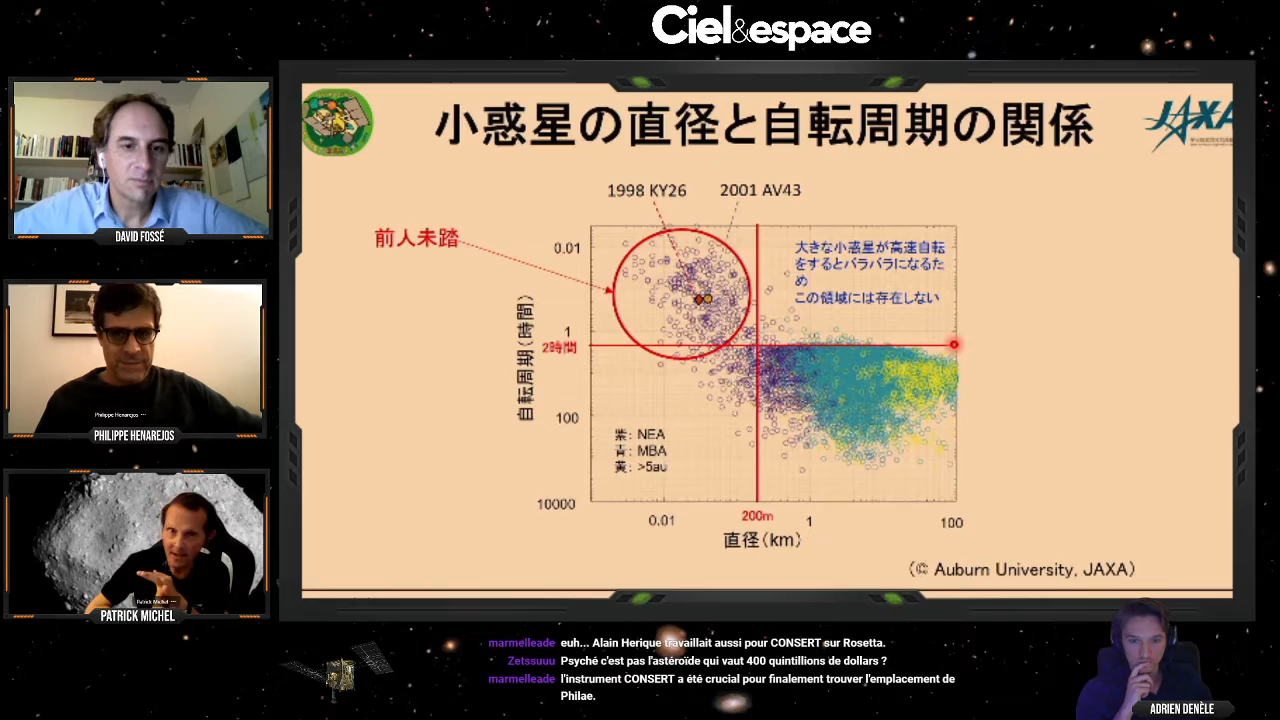 Ciel&espace
小惑星の直径と自転周期の関係
JAXA
1998 KY26
2001 AV43
前人未踏
大きな小惑星が高速自転
をするとバラバラになるた
め
この領域には存在しない
0.01
1
2時間
100
10000
自転周期(時間)
紫: NEA
青: MBA
黄: >5au
0.01
200m
1
100
直径(km)
(© Auburn University, JAXA)
DAVID FOSSÉ
Philippe Henarejos
PHILIPPE HENAREJOS
Patrick Michel
PATRICK MICHEL
marmelleade euh... Alain Herique travaillait aussi pour CONSERT sur Rosetta.
Zetssuuu Psyché c'est pas l'astéroïde qui vaut 400 quintillions de dollars ?
marmelleade l'instrument CONSERT a été crucial pour finalement trouver l'emplacement de
Philae.
ADRIEN DENÈLE